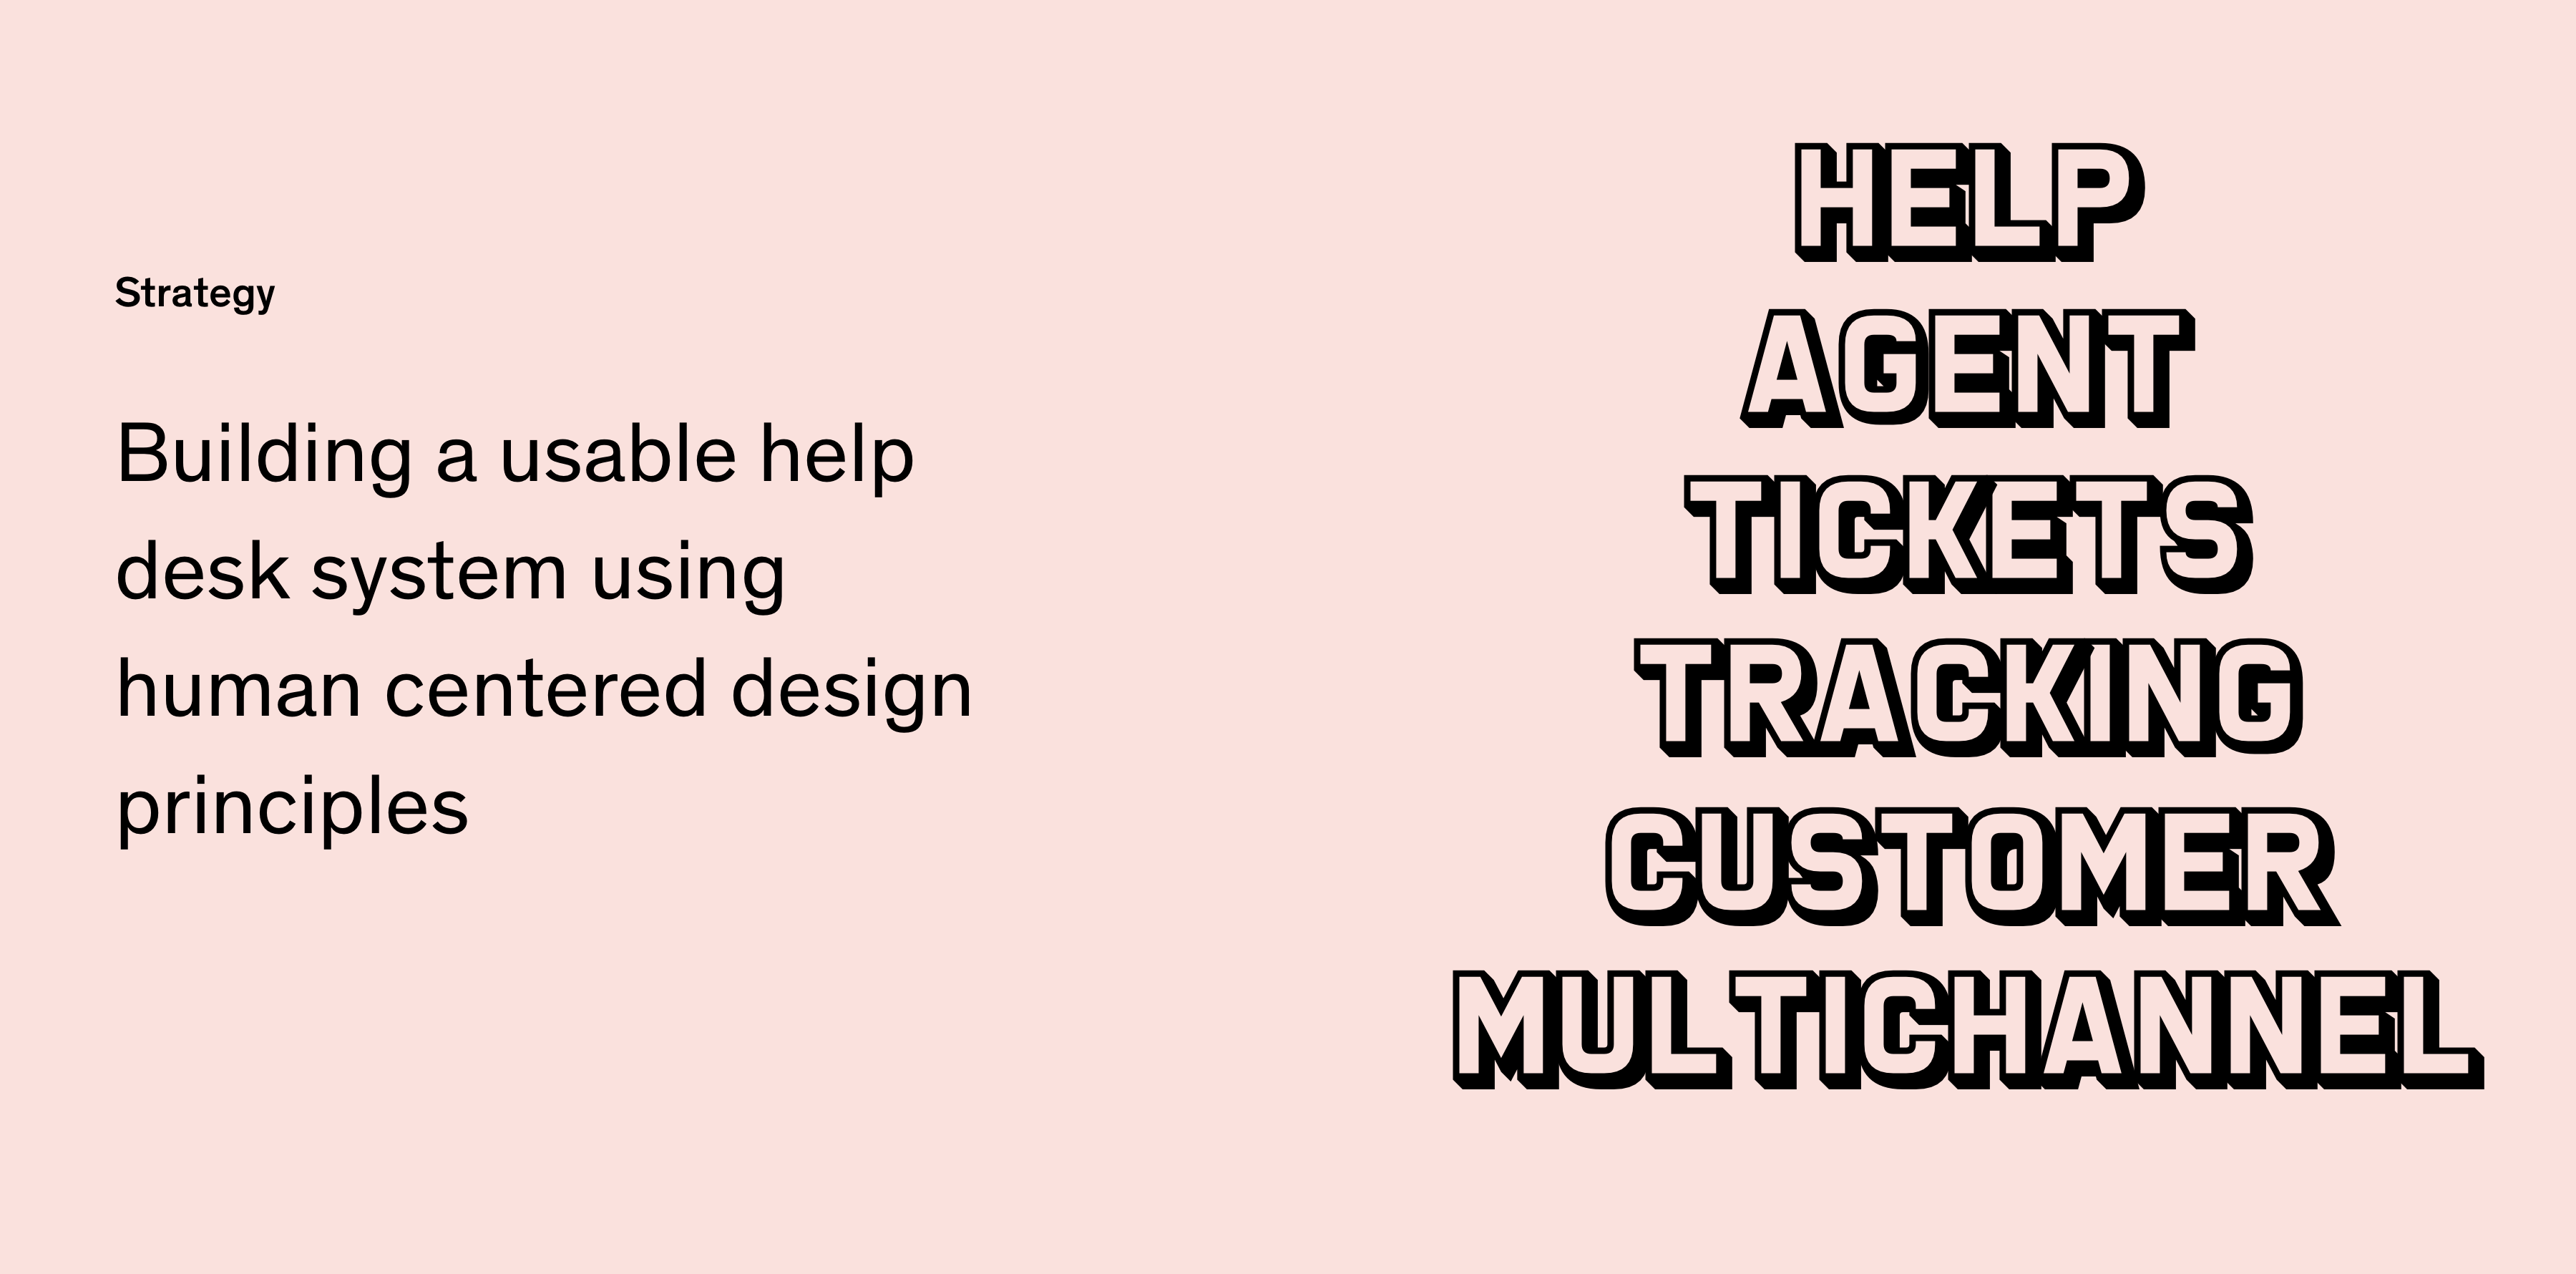 Strategy
Building a usable help
desk system using
human centered design
principles
HELP
AGENT
TICKETS
TRACKING
CUSTOMER
MULTICHANNEL